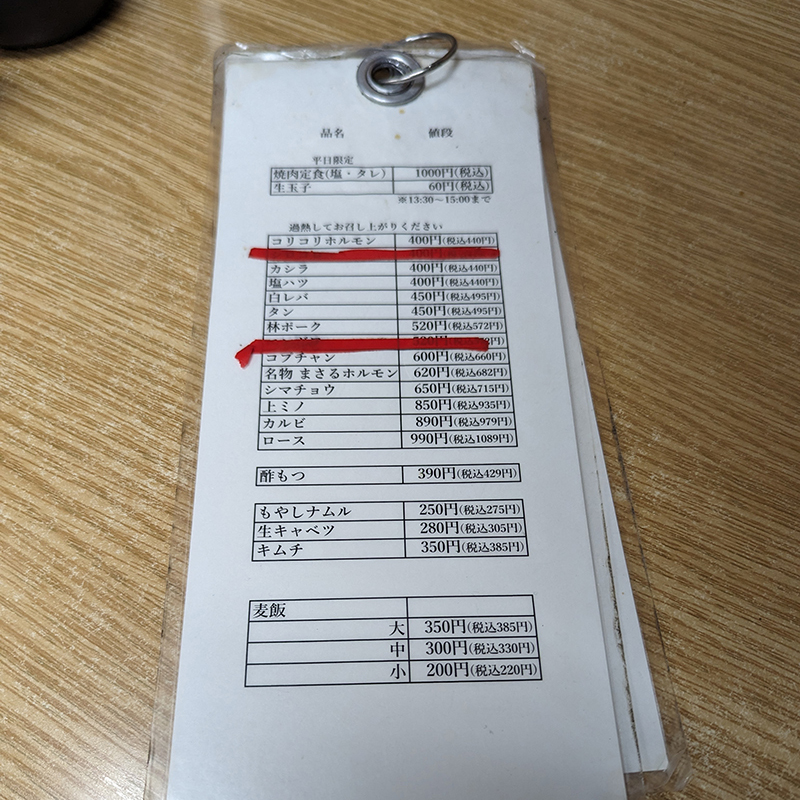 品名 値段
平日限定
焼肉定食(塩・タレ) 1000円(税込)
生玉子 60円(税込)
※13:30～15:00まで
過熱してお召し上がりください
コリコリホルモン 400円(税込440円)
カシラ 400円(税込440円)
塩ハツ 400円(税込440円)
白レバ 450円(税込495円)
タン 450円(税込495円)
林ポーク 520円(税込572円)
コプチャン 600円(税込660円)
名物 まさるホルモン 620円(税込682円)
シマチョウ 650円(税込715円)
上ミノ 850円(税込935円)
カルビ 890円(税込979円)
ロース 990円(税込1089円)
酢もつ 390円(税込429円)
もやしナムル 250円(税込275円)
生キャベツ 280円(税込305円)
キムチ 350円(税込385円)
麦飯
大 350円(税込385円)
中 300円(税込330円)
小 200円(税込220円)